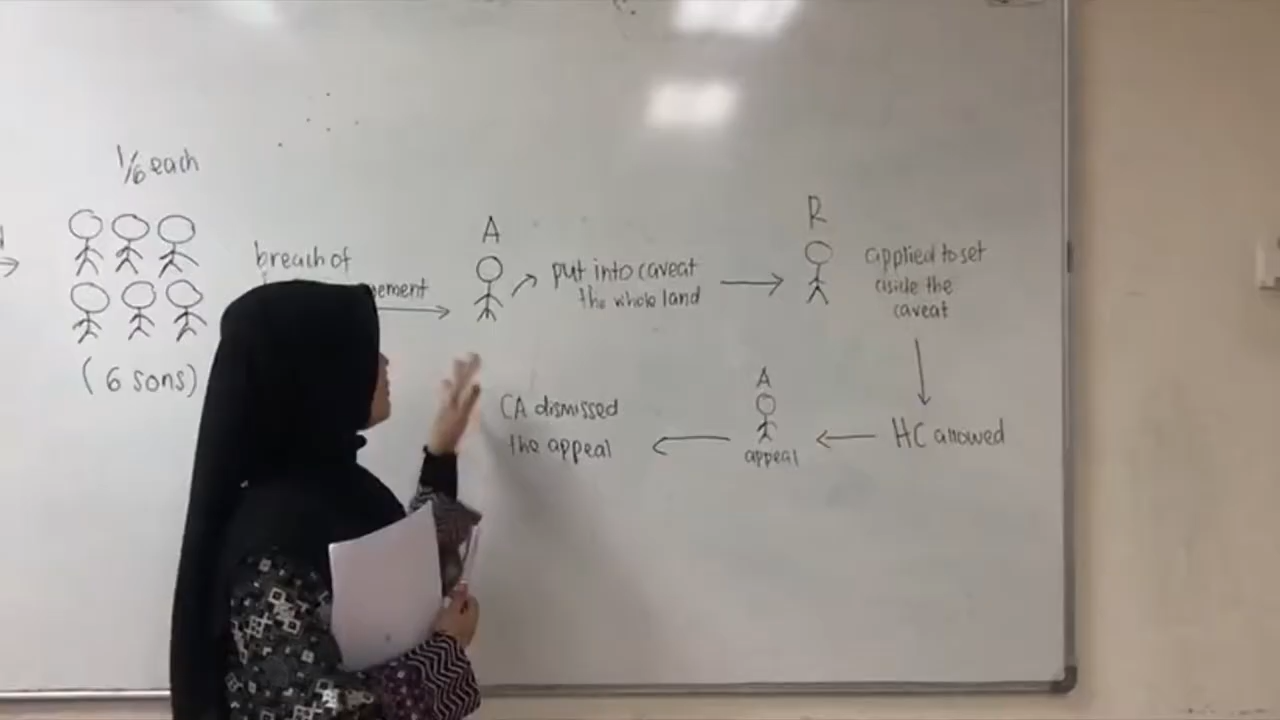 1/6 each
(6 sons)
breach of
A
put into caveat
the whole land
R
applied to set
aside the
caveat
HC allowed
A
appeal
CA dismissed
the appeal